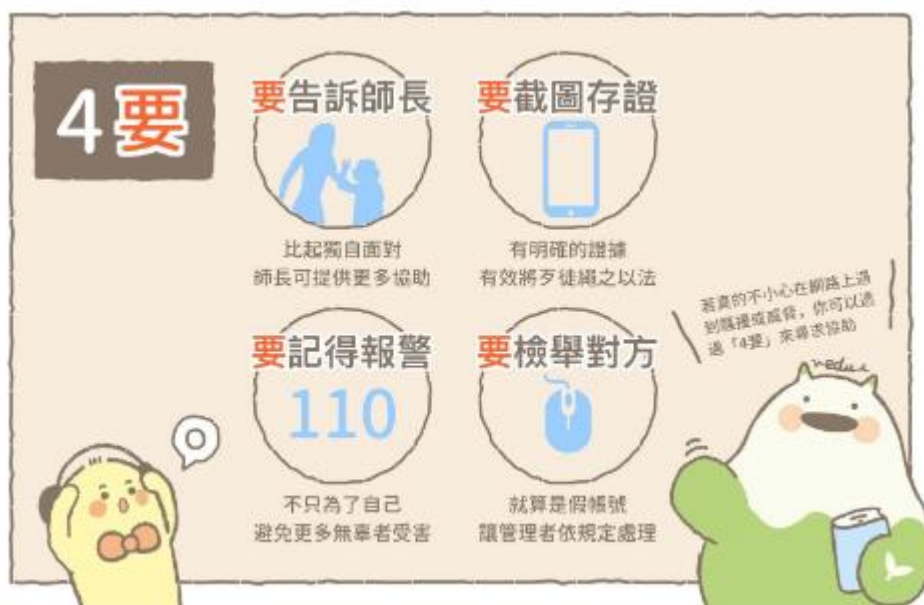 4要
要告訴師長
比起獨自面對
師長可提供更多協助
要截圖存證
有明確的證據
有效將歹徒繩之以法
要記得報警
110
不只為了自己
避免更多無辜者受害
要檢舉對方
就算是假帳號
讓管理者依規定處理
若真的不小心在網路上遇
到騷擾或威脅，你可以透
過「4要」來尋求協助